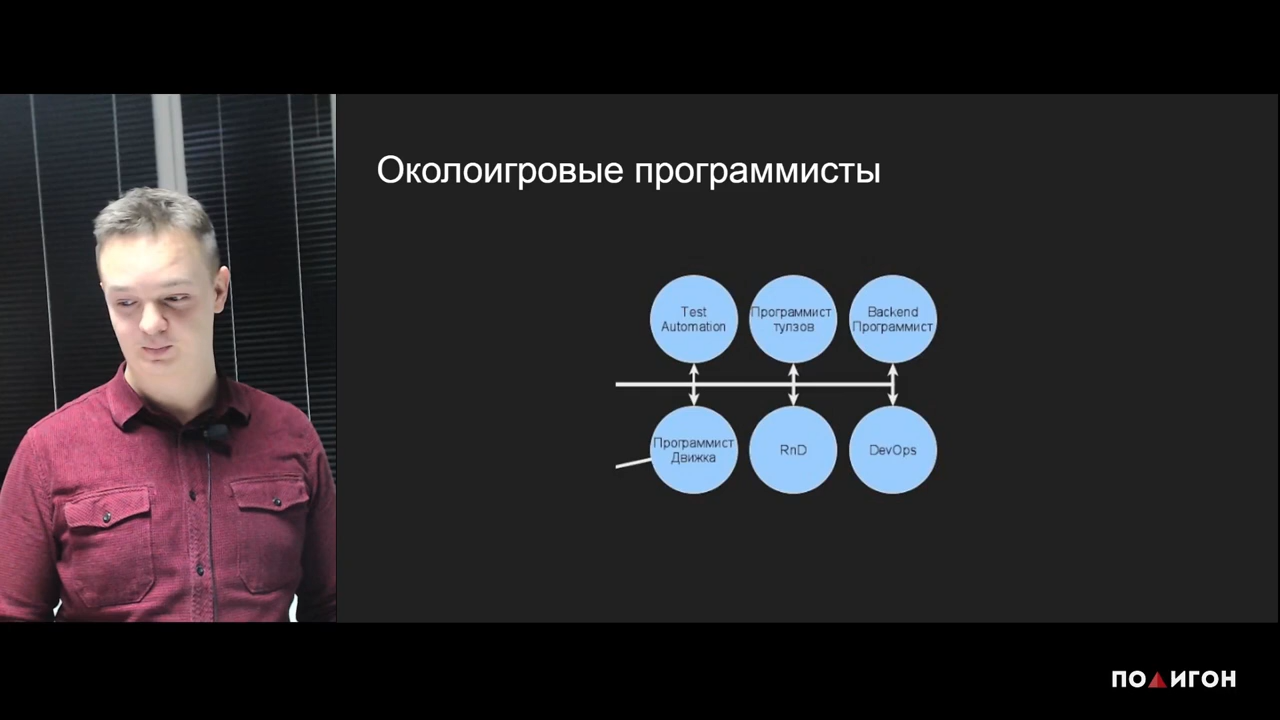 Околоигровые программисты
Test
Automation
Программист
тулзов
Backend
Программист
Программист
Движка
RnD
DevOps
ПОЛИГОН